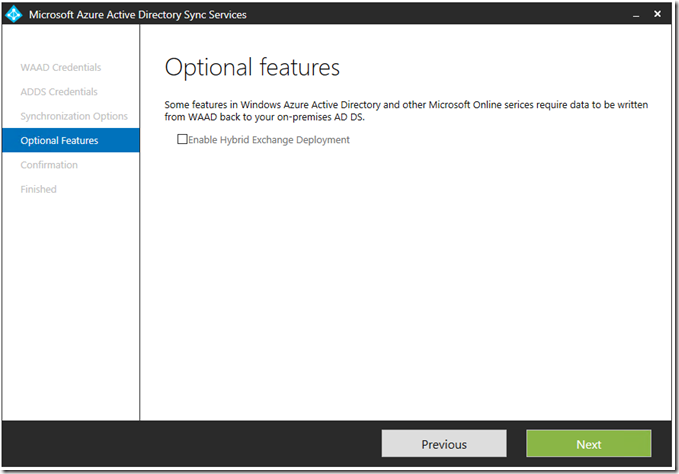 Microsoft Azure Active Directory Sync Services
WAAD Credentials
ADDS Credentials
Synchronization Options
Optional Features
Confirmation
Finished
Optional features
Some features in Windows Azure Active Directory and other Microsoft Online serices require data to be written
from WAAD back to your on-premises AD DS.
Enable Hybrid Exchange Deployment
Previous
Next